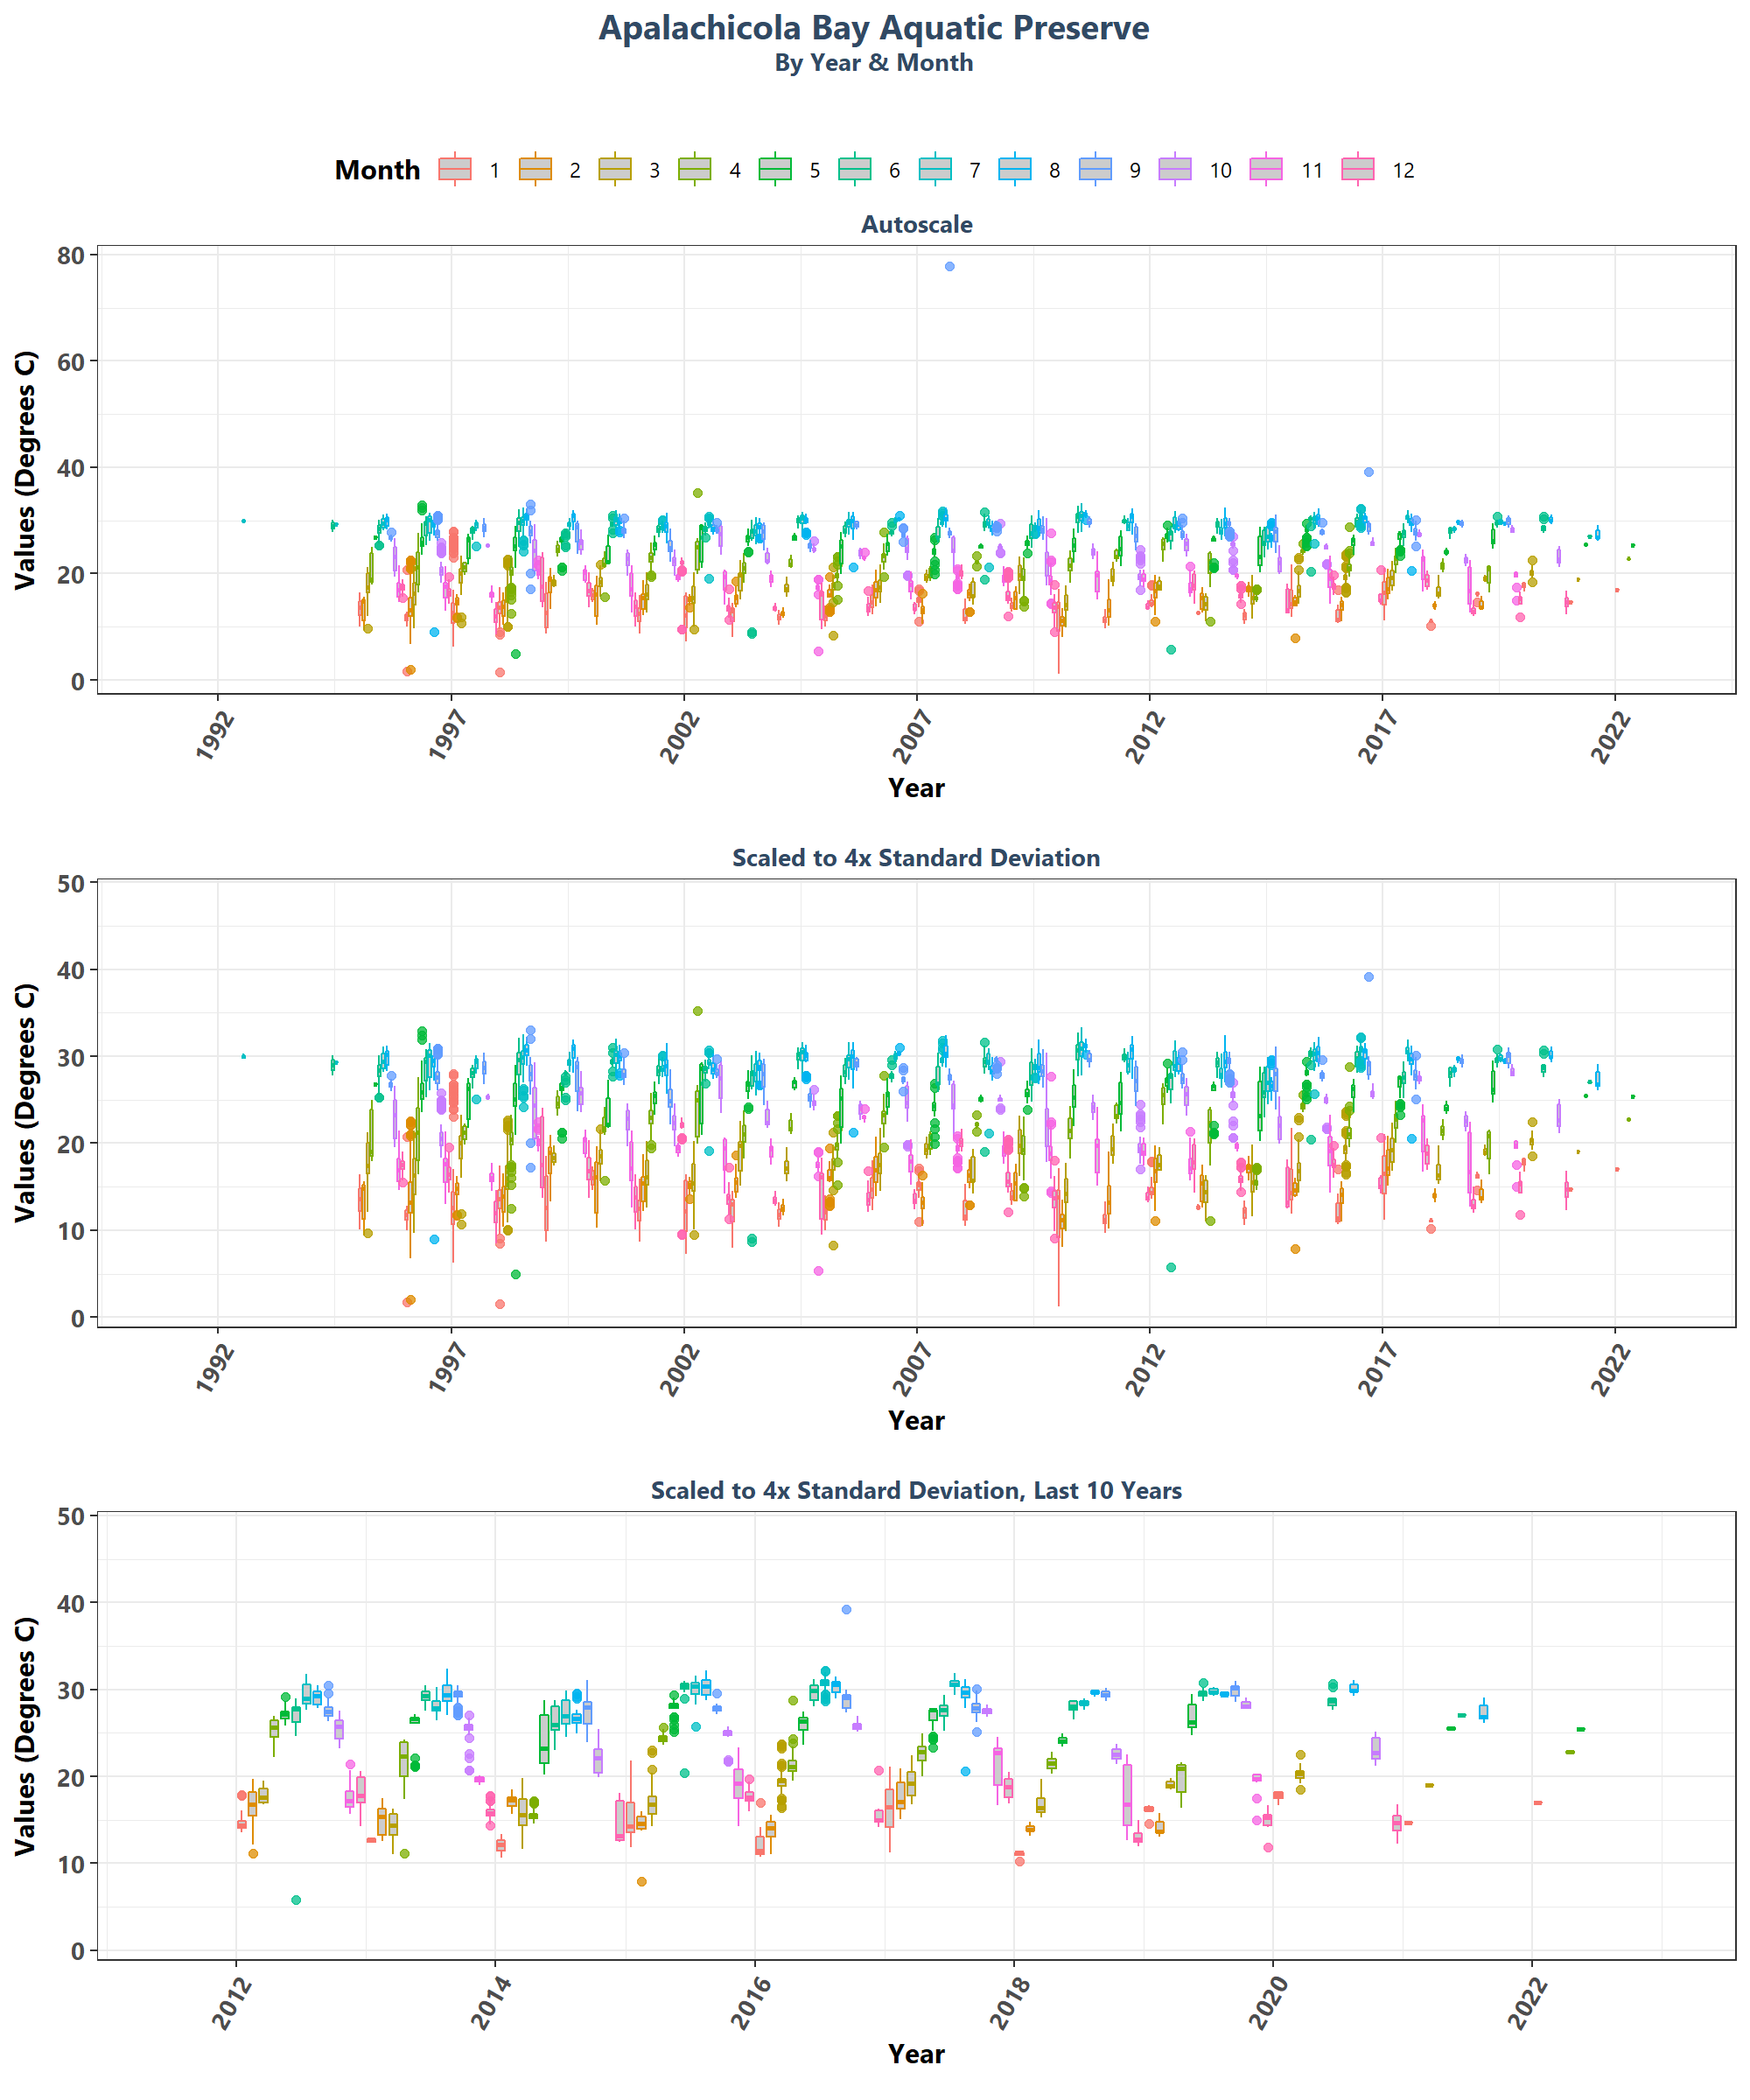 Apalachicola Bay Aquatic Preserve
By Year & Month
Month 1 2 3 4 5 6 7 8 9 10 11 12
Autoscale
Values (Degrees C)
80
60
40
20
0
1992 1997 2002 2007 2012 2017 2022
Year
Scaled to 4x Standard Deviation
Values (Degrees C)
50
40
30
20
10
0
1992 1997 2002 2007 2012 2017 2022
Year
Scaled to 4x Standard Deviation, Last 10 Years
Values (Degrees C)
50
40
30
20
10
0
2012 2014 2016 2018 2020 2022
Year